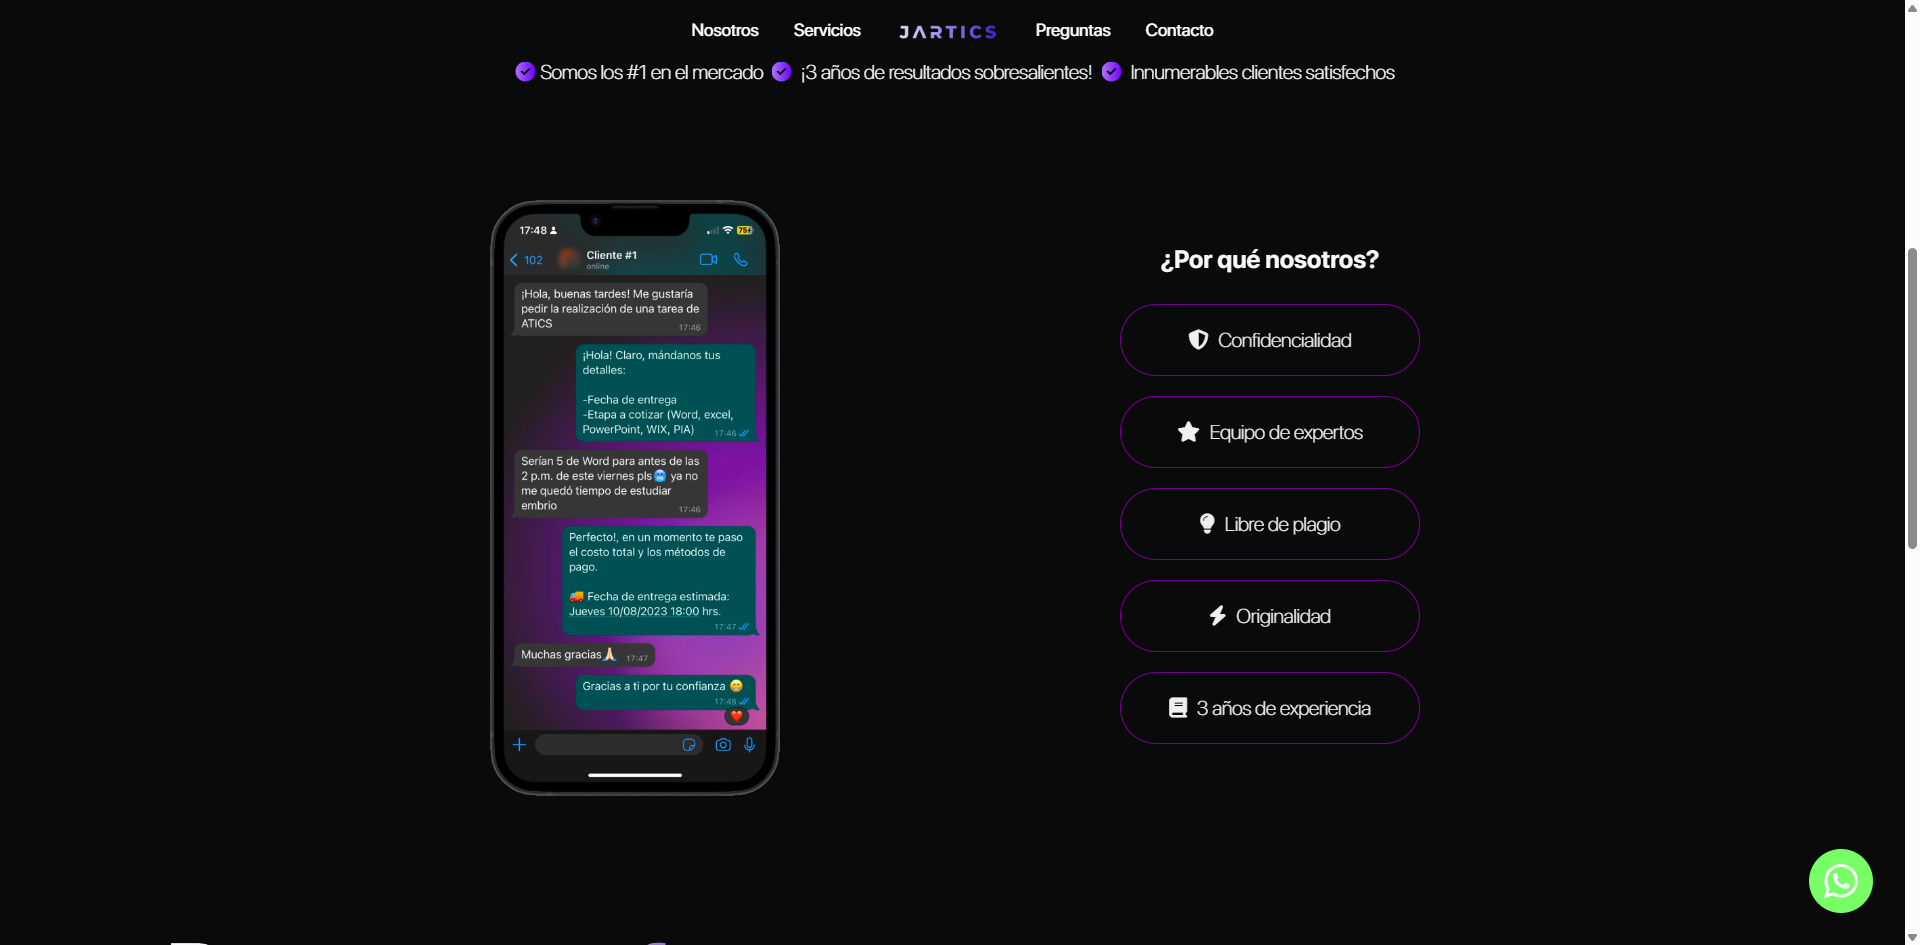 Nosotros Servicios JARTICS Preguntas Contacto
Somos los #1 en el mercado ¡3 años de resultados sobresalientes! Innumerables clientes satisfechos
17:48 75
102 Cliente #1
online
¡Hola, buenas tardes! Me gustaría
pedir la realización de una tarea de
ATICS
17:46
¡Hola! Claro, mándanos tus
detalles:
-Fecha de entrega
-Etapa a cotizar (Word, excel,
PowerPoint, WIX, PIA)
17:46
Serían 5 de Word para antes de las
2 p.m. de este viernes pls🥶 ya no
me quedó tiempo de estudiar
embrio
17:46
Perfecto!, en un momento te paso
el costo total y los métodos de
pago.
🚚 Fecha de entrega estimada:
Jueves 10/08/2023 18:00 hrs.
17:47
Muchas gracias🙏🏻 17:47
Gracias a ti por tu confianza 😁
17:48
¿Por qué nosotros?
Confidencialidad
Equipo de expertos
Libre de plagio
Originalidad
3 años de experiencia